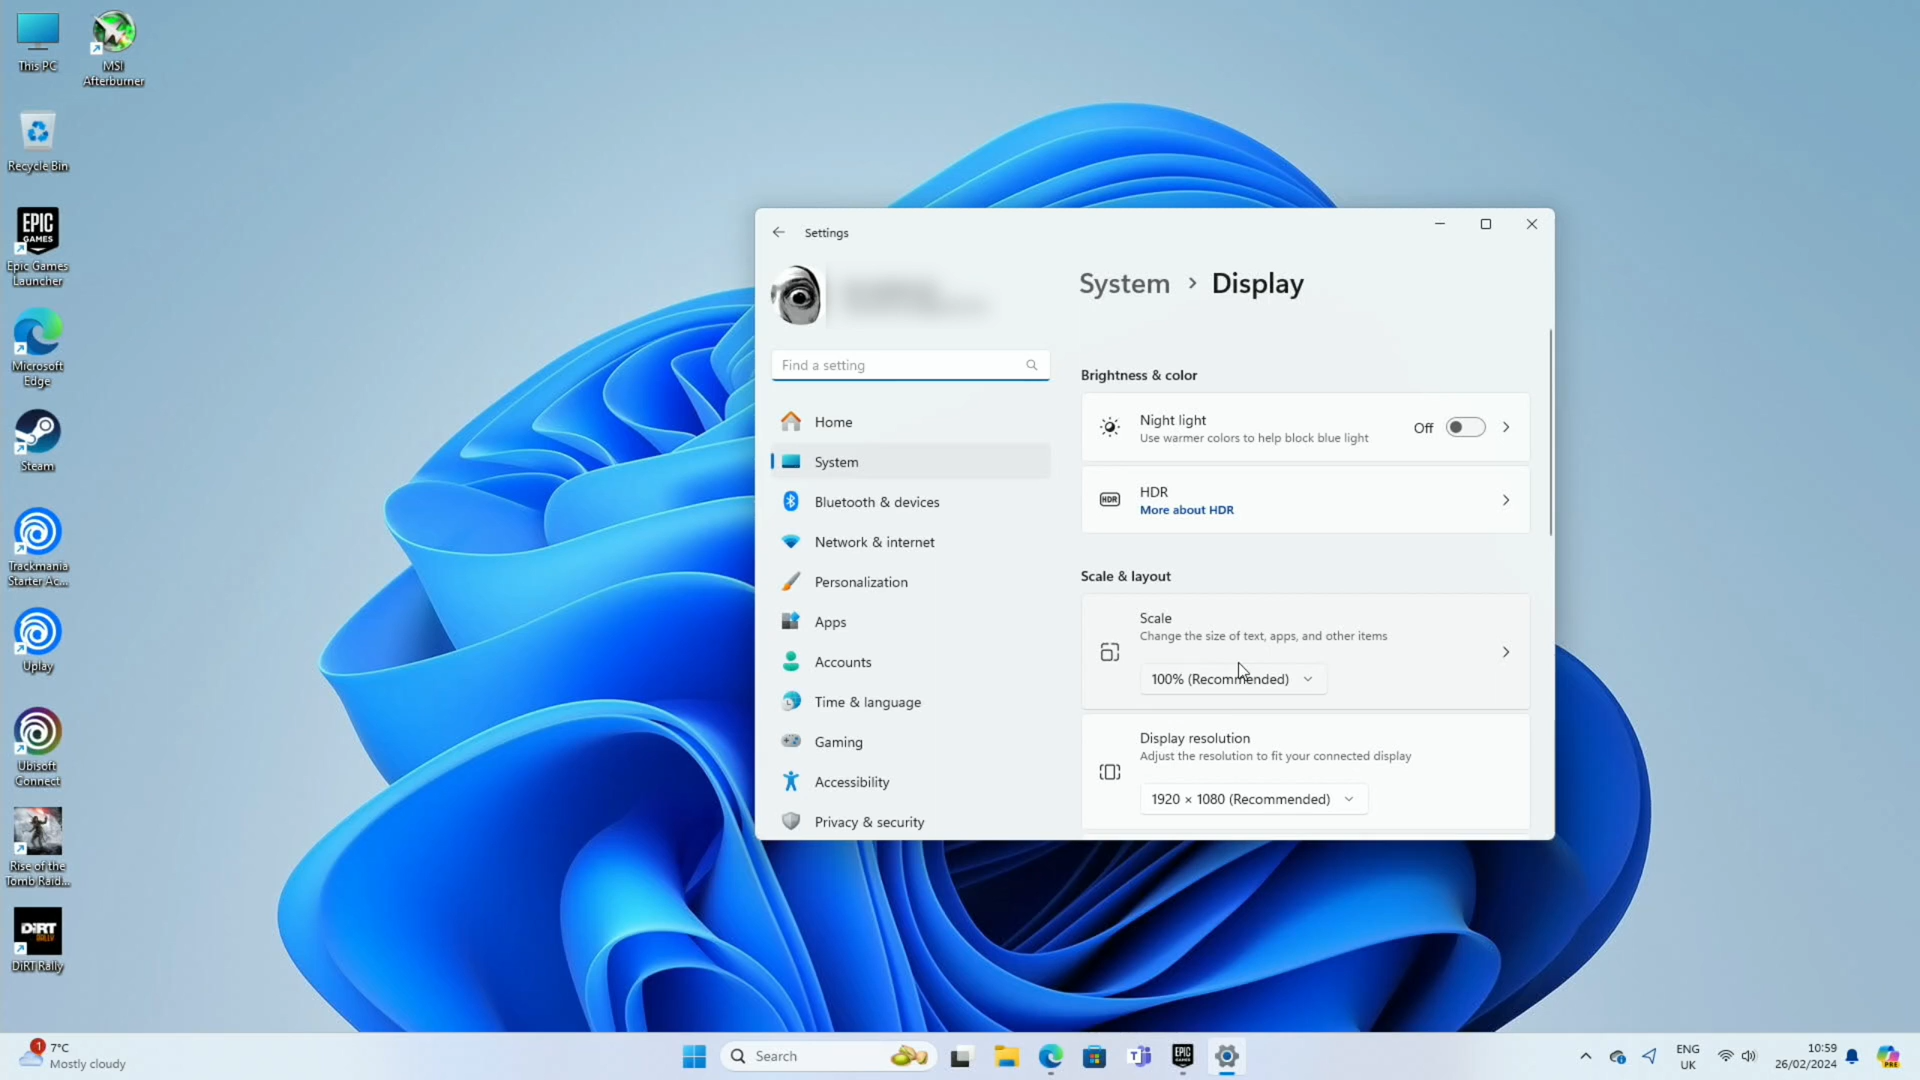 This PC
MSI
Afterburner
Recycle Bin
EPIC
GAMES
Epic Games
Launcher
Microsoft
Edge
Steam
Trackmania
Starter Ac...
Uplay
Ubisoft
Connect
Rise of the
Tomb Raid...
DiRT
RALLY
DiRT Rally
Settings
Find a setting
Home
System
Bluetooth & devices
Network & internet
Personalization
Apps
Accounts
Time & language
Gaming
Accessibility
Privacy & security
System > Display
Brightness & color
Night light
Use warmer colors to help block blue light
Off
HDR
HDR
More about HDR
Scale & layout
Scale
Change the size of text, apps, and other items
100% (Recommended)
Display resolution
Adjust the resolution to fit your connected display
1920 × 1080 (Recommended)
1
7°C
Mostly cloudy
Search
EPIC
GAMES
ENG
UK
10:59
26/02/2024
PRE